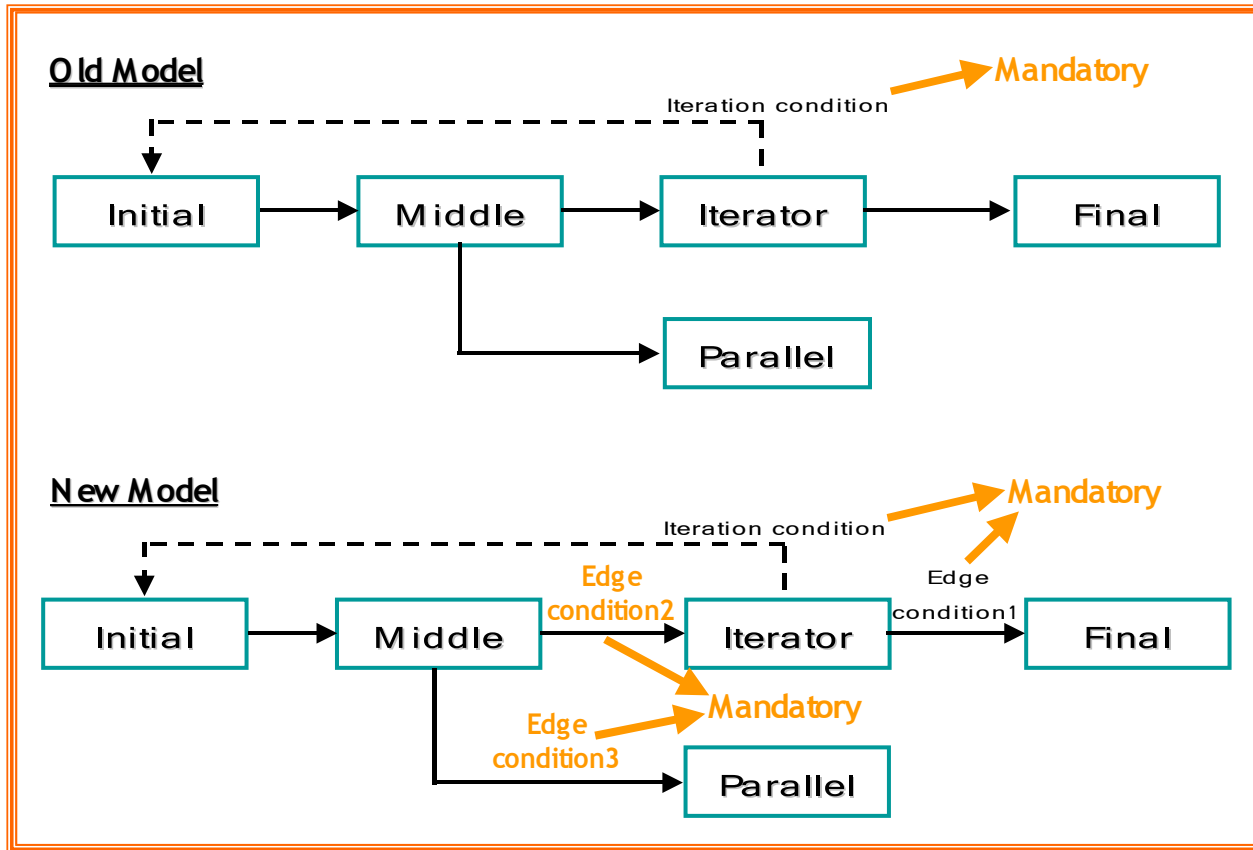 Old Model
Mandatory
Iteration condition
Initial
Middle
Iterator
Final
Parallel
New Model
Mandatory
Iteration condition
Edge
condition2
Edge
condition1
Initial
Middle
Iterator
Final
Mandatory
Edge
condition3
Parallel